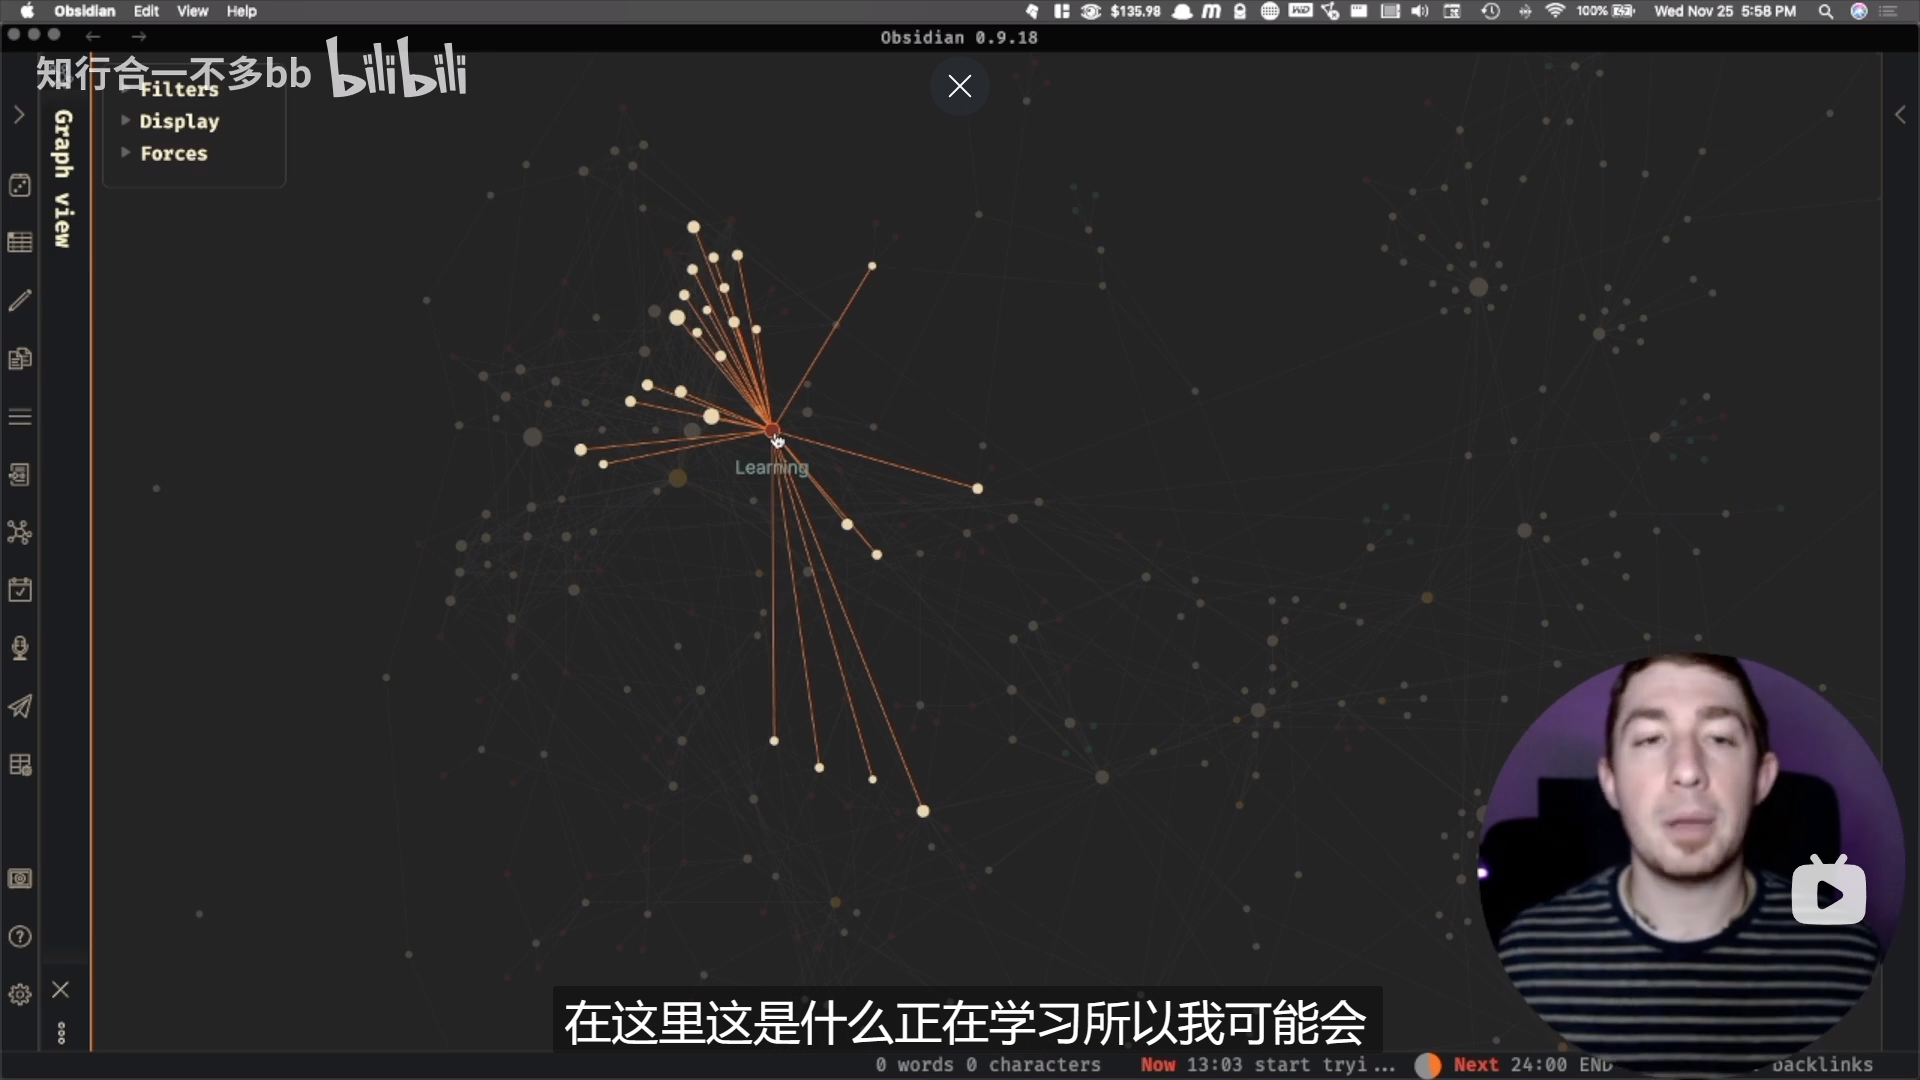 Obsidian Edit View Help
$135.98
100%
Wed Nov 25 5:58 PM
Obsidian 0.9.18
知行合一不多bb bilibili
Filters
Display
Forces
Graph view
Learning
在这里这是什么正在学习所以我可能会
0 words 0 characters
Now 13:03 start tryi...
Next 24:00 END
backlinks